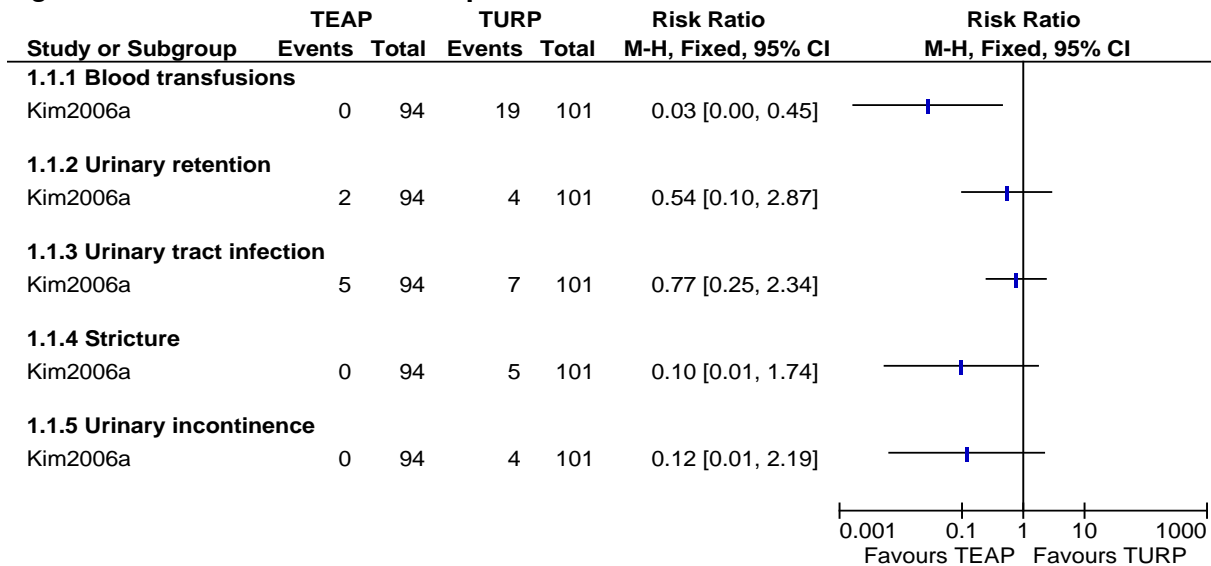 TEAP TURP Risk Ratio Risk Ratio
Study or Subgroup Events Total Events Total M-H, Fixed, 95% CI M-H, Fixed, 95% CI
1.1.1 Blood transfusions
Kim2006a 0 94 19 101 0.03 [0.00, 0.45]
1.1.2 Urinary retention
Kim2006a 2 94 4 101 0.54 [0.10, 2.87]
1.1.3 Urinary tract infection
Kim2006a 5 94 7 101 0.77 [0.25, 2.34]
1.1.4 Stricture
Kim2006a 0 94 5 101 0.10 [0.01, 1.74]
1.1.5 Urinary incontinence
Kim2006a 0 94 4 101 0.12 [0.01, 2.19]
0.001 0.1 1 10 1000
Favours TEAP Favours TURP